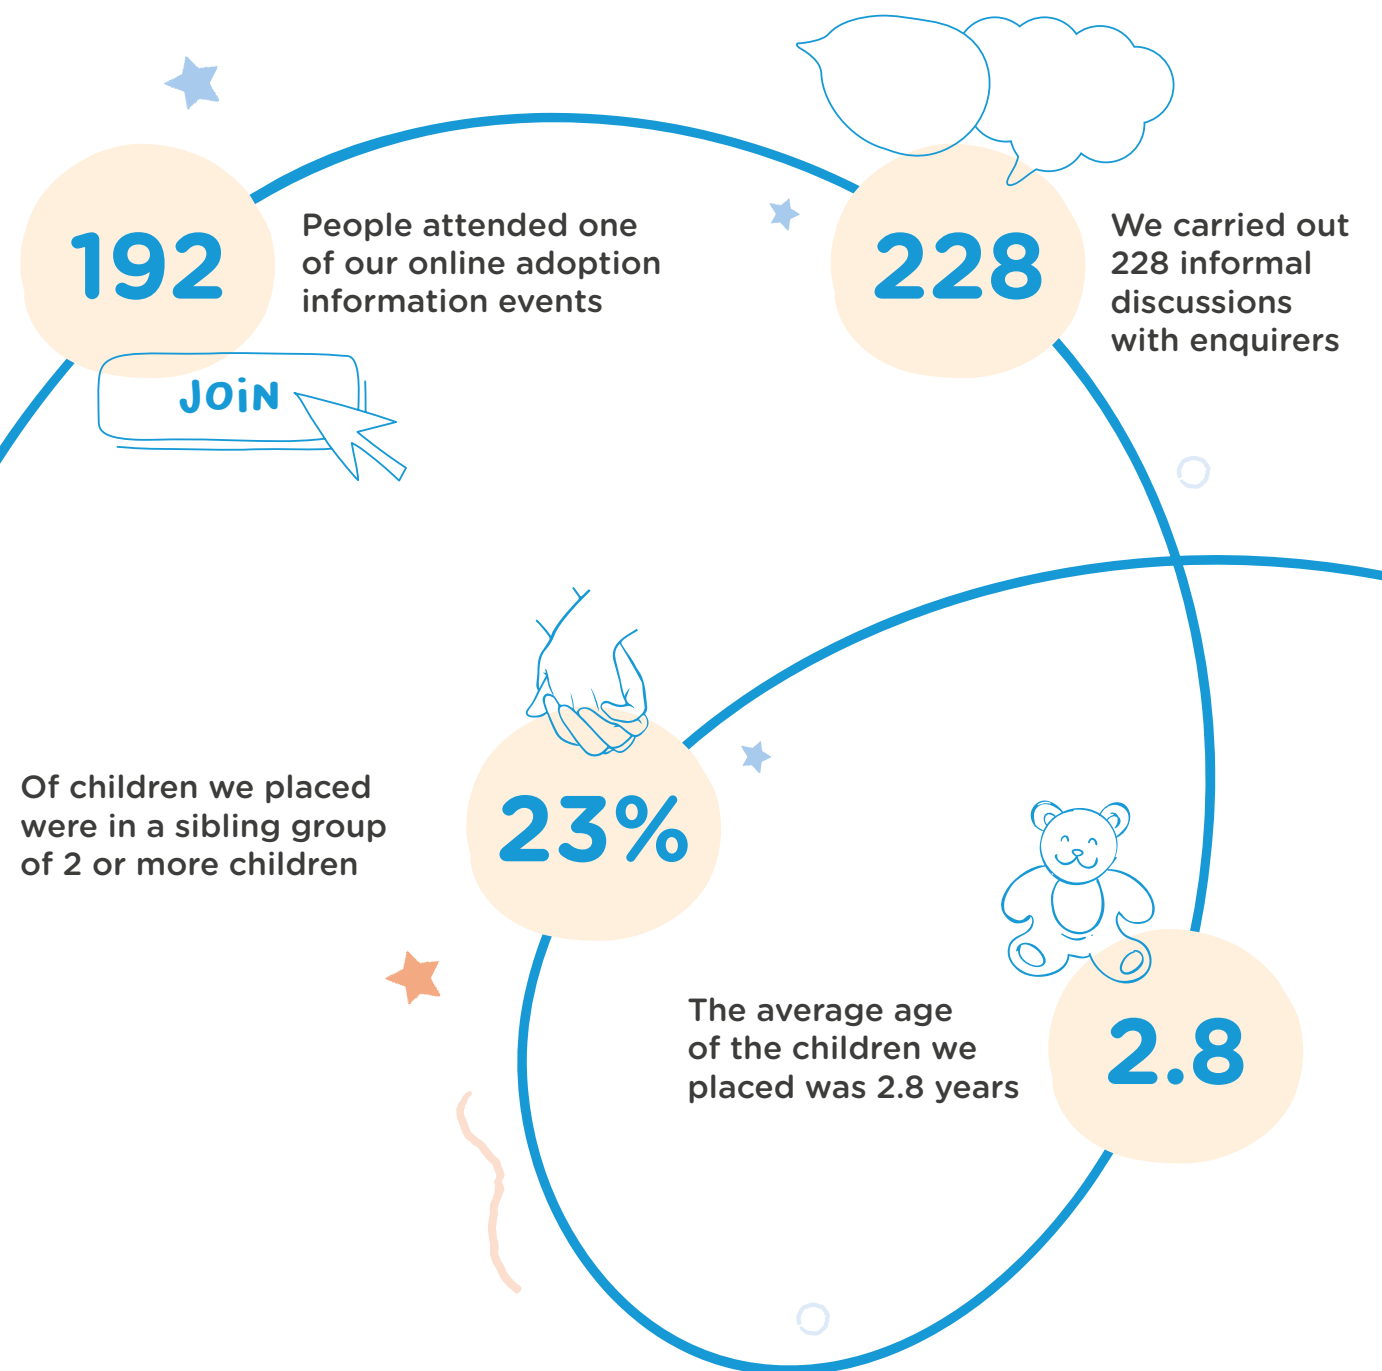 192
People attended one
of our online adoption
information events
JOiN
228
We carried out
228 informal
discussions
with enquirers
Of children we placed
were in a sibling group
of 2 or more children
23%
The average age
of the children we
placed was 2.8 years
2.8